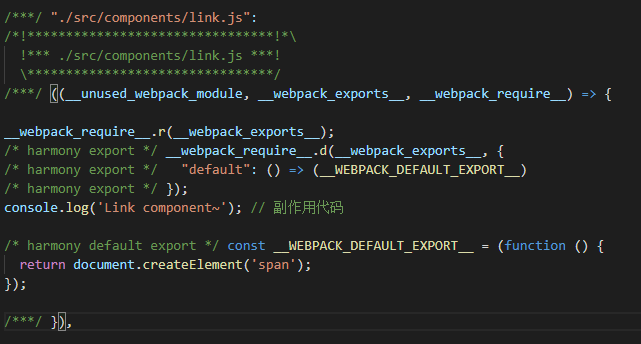 /***/ "./src/components/link.js":
/*!********************************!*\
  !*** ./src/components/link.js ***!
  \********************************/
/***/ ((__unused_webpack_module, __webpack_exports__, __webpack_require__) => {

__webpack_require__.r(__webpack_exports__);
/* harmony export */ __webpack_require__.d(__webpack_exports__, {
/* harmony export */   "default": () => (__WEBPACK_DEFAULT_EXPORT__)
/* harmony export */ });
console.log('Link component~'); // 副作用代码

/* harmony default export */ const __WEBPACK_DEFAULT_EXPORT__ = (function () {
  return document.createElement('span');
});

/***/ }),